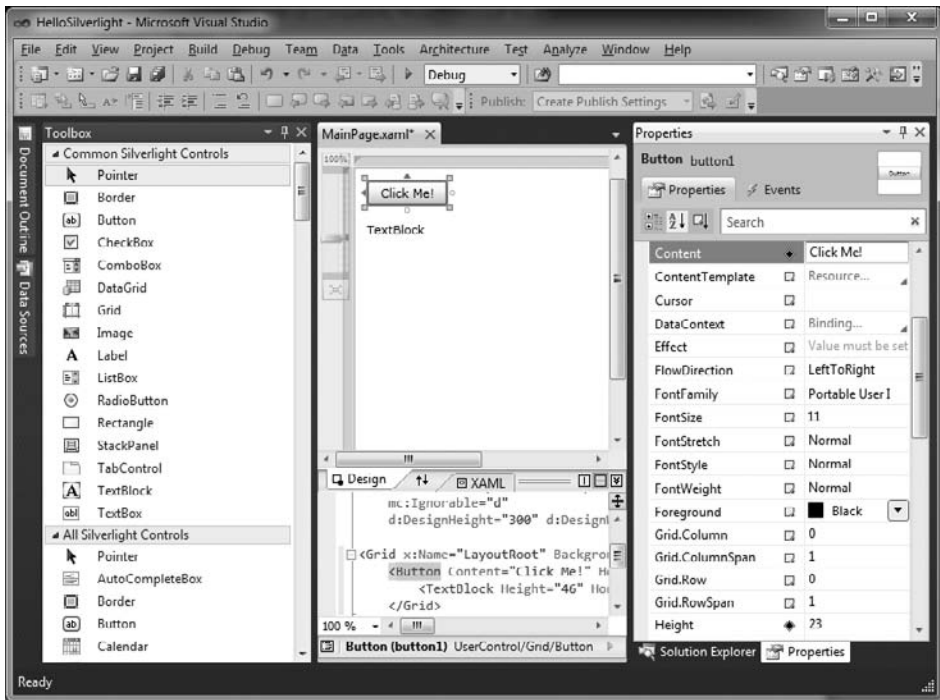 HelloSilverlight - Microsoft Visual Studio
File Edit View Project Build Debug Team Data Tools Architecture Test Analyze Window Help
Debug
Publish: Create Publish Settings
Document Outline
Data Sources
Toolbox
Common Silverlight Controls
Pointer
Border
Button
CheckBox
ComboBox
DataGrid
Grid
Image
Label
ListBox
RadioButton
Rectangle
StackPanel
TabControl
TextBlock
TextBox
All Silverlight Controls
Pointer
AutoCompleteBox
Border
Button
Calendar
MainPage.xaml*
100%
Click Me!
TextBlock
Design XAML
mc:Ignorable="d"
d:DesignHeight="300" d:Design
<Grid x:Name="LayoutRoot" Backgrou
<Button Content="Click Me!" Ho
<TextBlock Height="46" Hor
</Grid>
100 %
Button (button1) UserControl/Grid/Button
Properties
Button button1
Button
Properties Events
Search
Content Click Me!
ContentTemplate Resource...
Cursor
DataContext Binding...
Effect Value must be set
FlowDirection LeftToRight
FontFamily Portable User I
FontSize 11
FontStretch Normal
FontStyle Normal
FontWeight Normal
Foreground Black
Grid.Column 0
Grid.ColumnSpan 1
Grid.Row 0
Grid.RowSpan 1
Height 23
Solution Explorer Properties
Ready